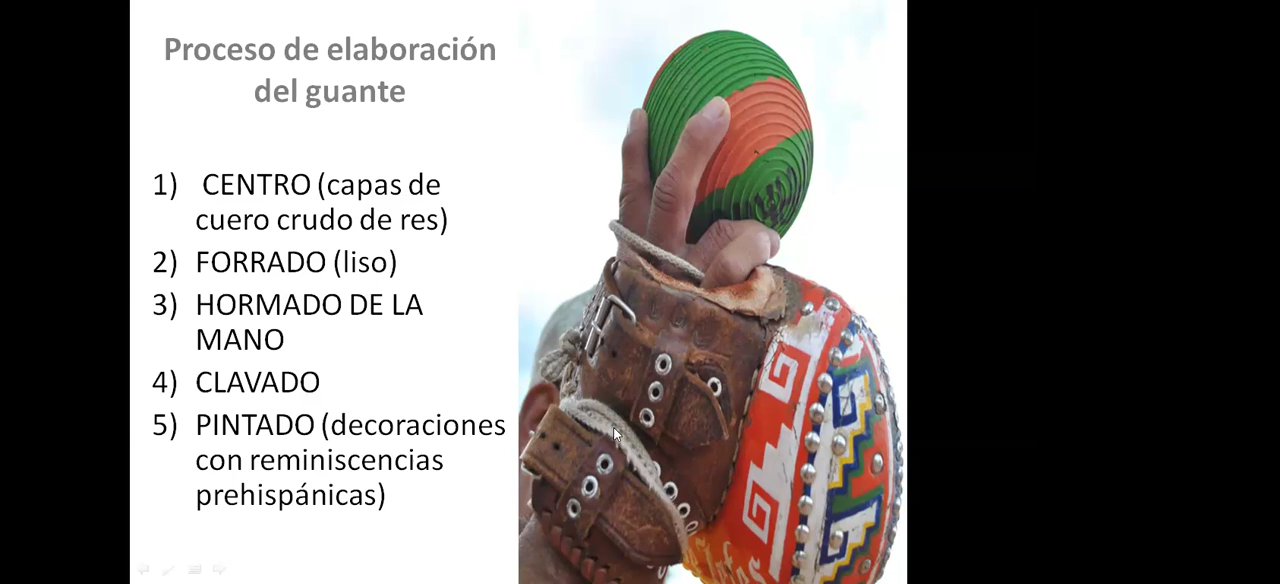 Proceso de elaboración
del guante
1) CENTRO (capas de
cuero crudo de res)
2) FORRADO (liso)
3) HORMADO DE LA
MANO
4) CLAVADO
5) PINTADO (decoraciones
con reminiscencias
prehispánicas)